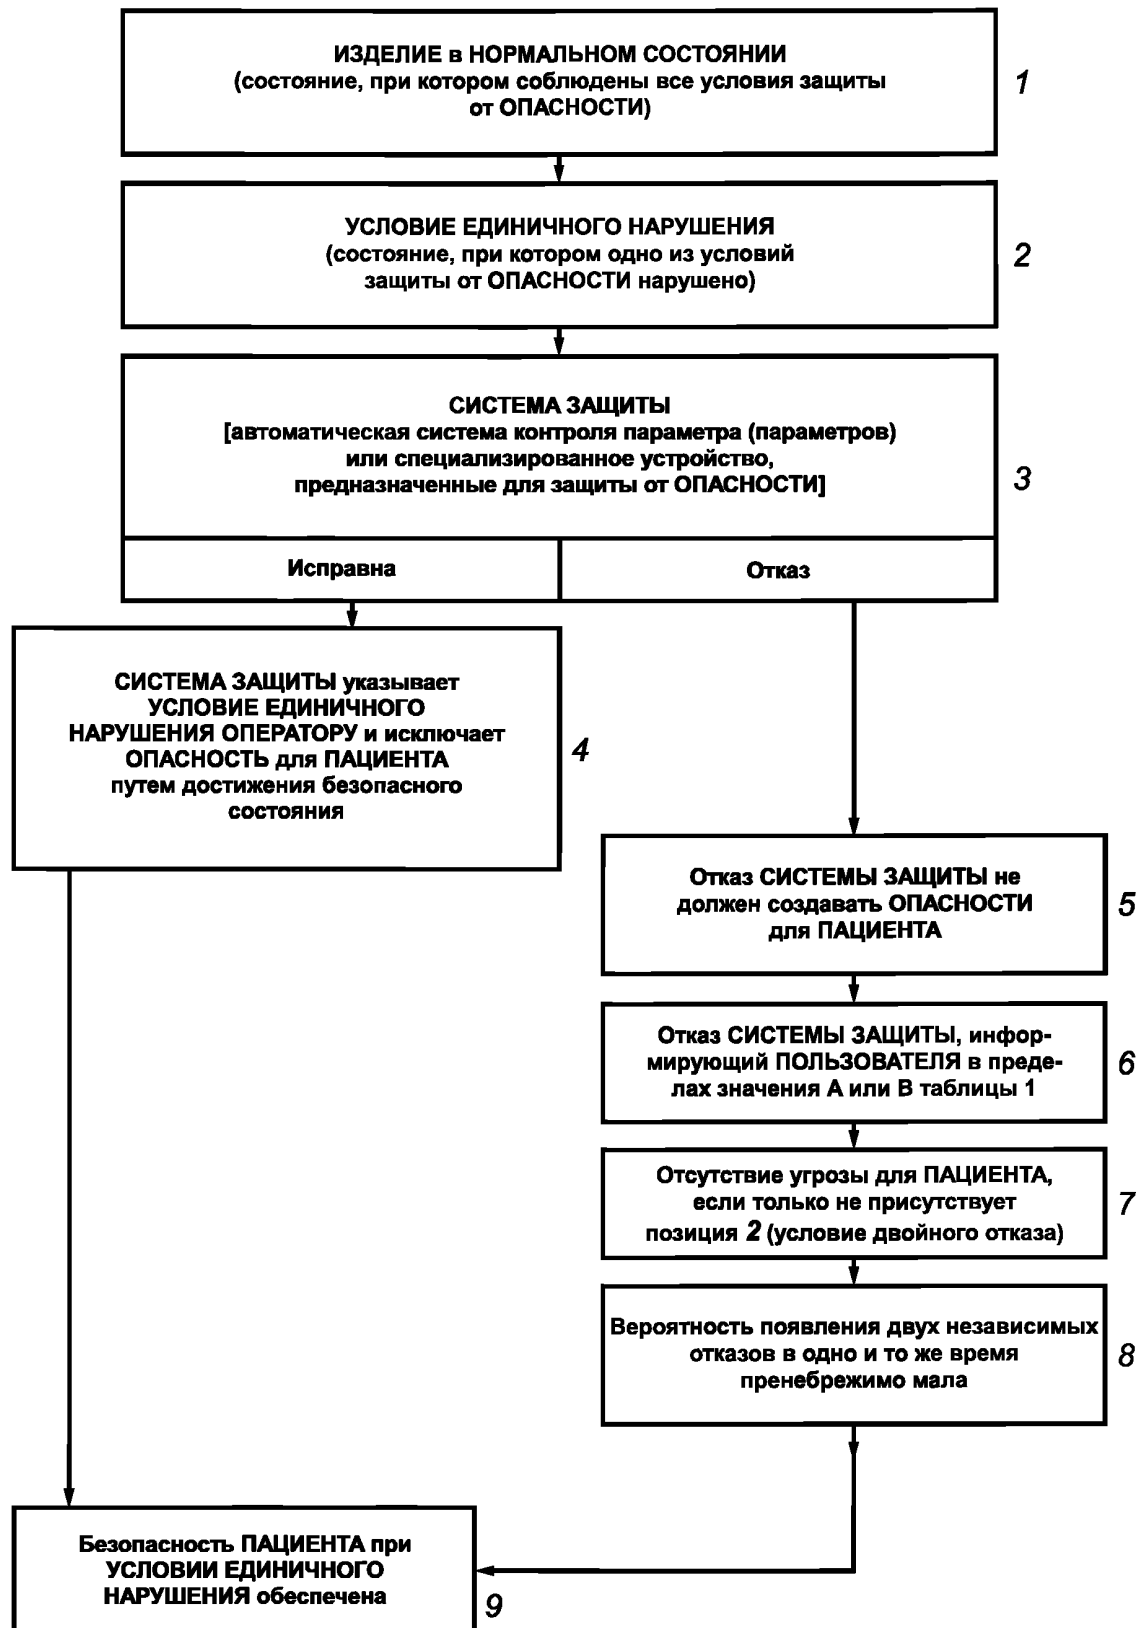 ИЗДЕЛИЕ в НОРМАЛЬНОМ СОСТОЯНИИ
(состояние, при котором соблюдены все условия защиты
от ОПАСНОСТИ)
1
УСЛОВИЕ ЕДИНИЧНОГО НАРУШЕНИЯ
(состояние, при котором одно из условий
защиты от ОПАСНОСТИ нарушено)
2
СИСТЕМА ЗАЩИТЫ
[автоматическая система контроля параметра (параметров)
или специализированное устройство,
предназначенные для защиты от ОПАСНОСТИ]
3
Исправна
Отказ
СИСТЕМА ЗАЩИТЫ указывает
УСЛОВИЕ ЕДИНИЧНОГО
НАРУШЕНИЯ ОПЕРАТОРУ и исключает
ОПАСНОСТЬ для ПАЦИЕНТА
путем достижения безопасного
состояния
4
Отказ СИСТЕМЫ ЗАЩИТЫ не
должен создавать ОПАСНОСТИ
для ПАЦИЕНТА
5
Отказ СИСТЕМЫ ЗАЩИТЫ, инфор-
мирующий ПОЛЬЗОВАТЕЛЯ в преде-
лах значения А или В таблицы 1
6
Отсутствие угрозы для ПАЦИЕНТА,
если только не присутствует
позиция 2 (условие двойного отказа)
7
Вероятность появления двух независимых
отказов в одно и то же время
пренебрежимо мала
8
Безопасность ПАЦИЕНТА при
УСЛОВИИ ЕДИНИЧНОГО
НАРУШЕНИЯ обеспечена
9